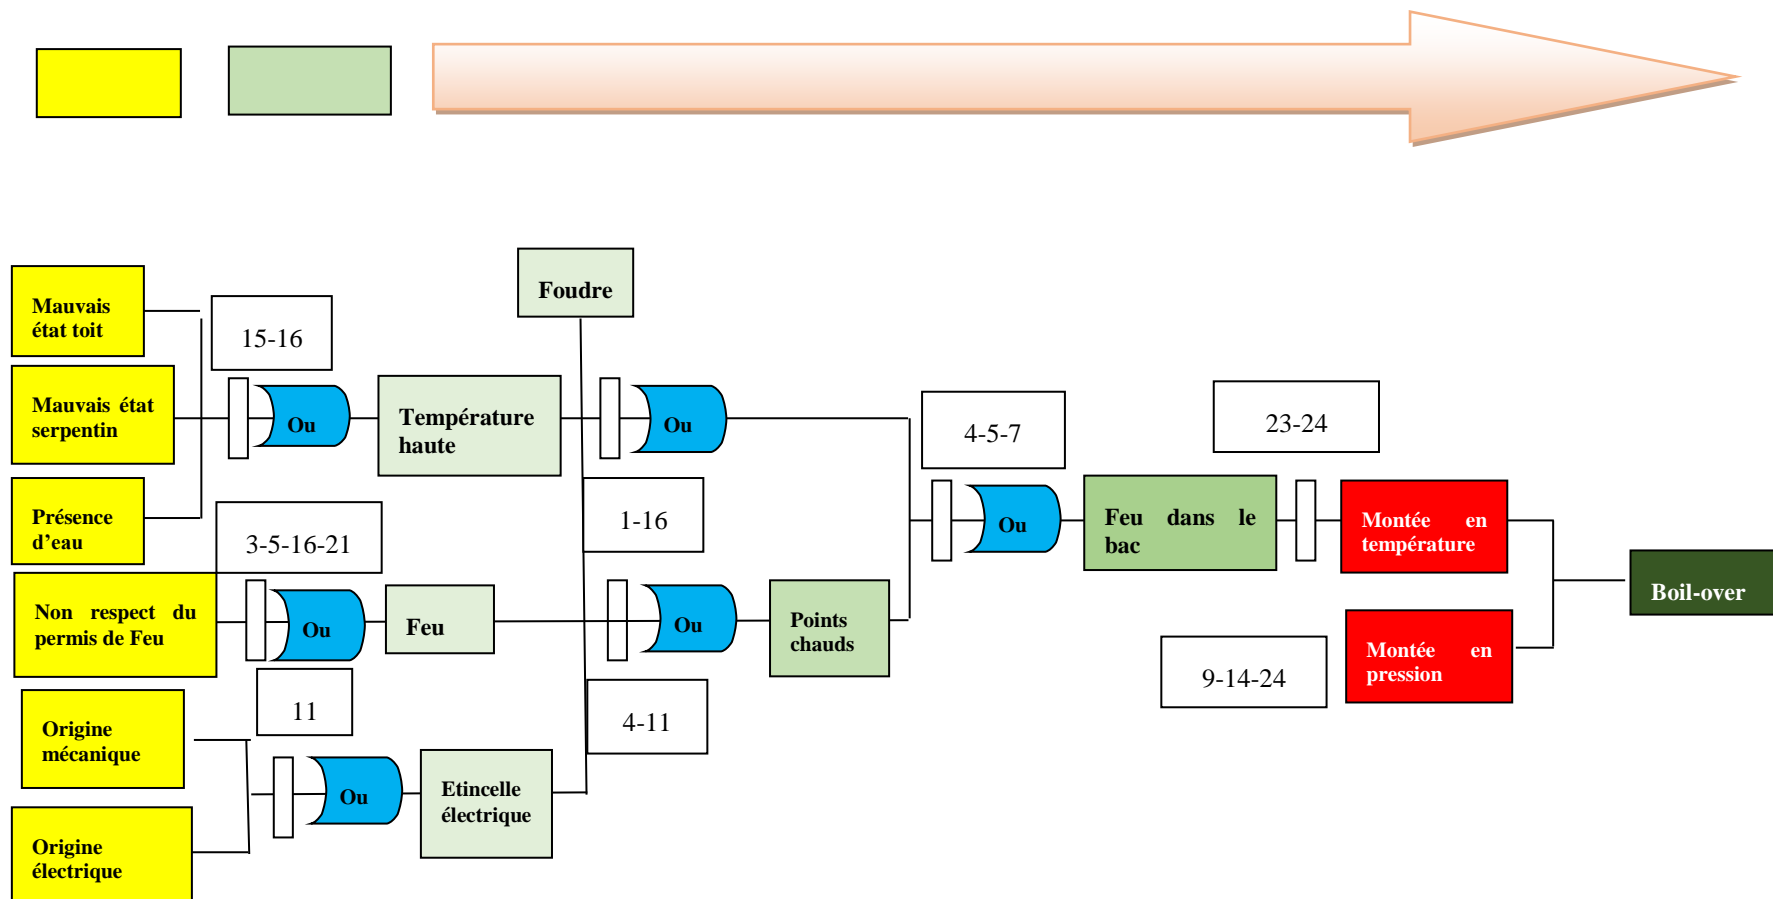 Foudre
Mauvais
état toit
15-16
Mauvais état
serpentin
Ou
Température
haute
Ou
4-5-7
23-24
Présence
d’eau
3-5-16-21
1-16
Ou
Feu dans le
bac
Montée en
température
Non respect du
permis de Feu
Ou
Feu
Ou
Points
chauds
Boil-over
Montée en
pression
9-14-24
11
4-11
Origine
mécanique
Ou
Etincelle
électrique
Origine
électrique